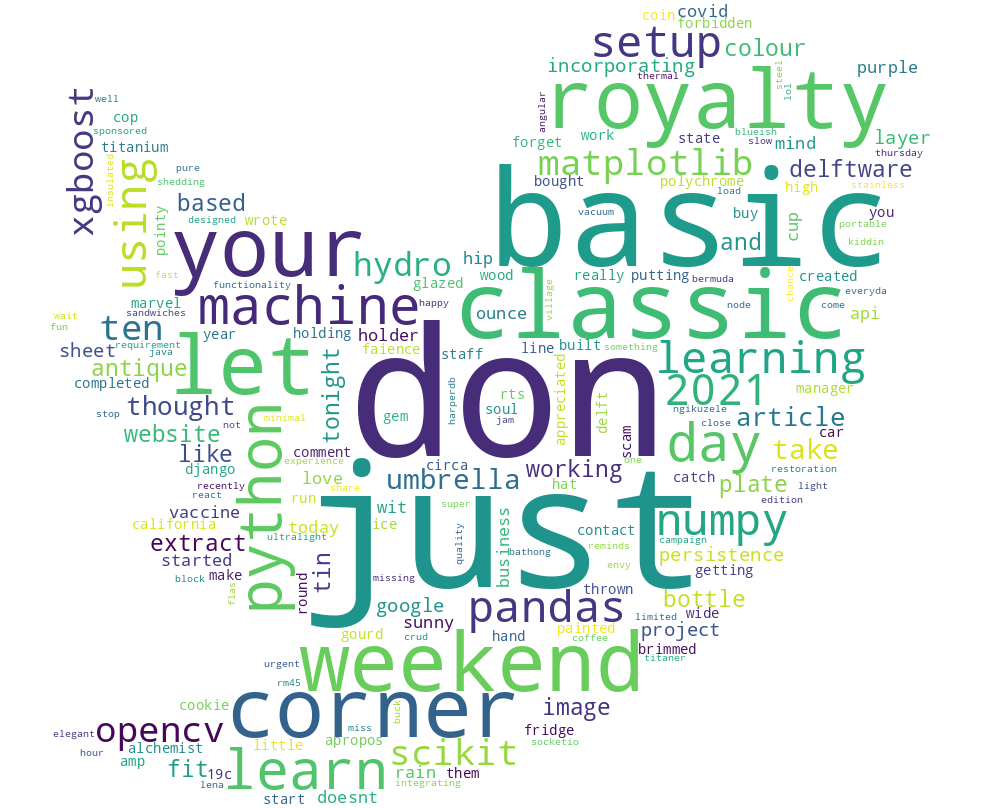 coin covid
forbidden
setup colour
incorporating
thermal
steel
purple
royalty
lol
angular
blueish
forget work state slow mind layer
thursday
well
cop
sponsored
titanium
xgboost
insulated
using
pure
shedding
based
designed wrote
pointy
matplotlib delftware
bought polychrome high stainless
load
basic
vacuum buy cup you
and portable
kiddin
your
hydro hip
fast functionality glazed
wood really putting bermuda chance created
node come everyda
marvel machine happy
sandwiches
classic
ounce village api
wait
fun ten year holding holder
requirement
java
sheet
antique
completed
let
faience staff line built something
tonight
learning
2021 manager
stop thought
not minimal
don
gem harperdb rts
soul
jam
appreciated delft
ngikuzele
close article
scam day car
website like comment
experience
django love
recently
react share
python
umbrella circa working one
take
catch plate restoration
light edition
vaccine run
california today
ultralight
extract
started
block make
flas
round tin
just
wit ice super hat
quality business
bathong
contact numpy
campaign
reminds persistence
envy getting
missing
google thrown bottle
sunny pandas limited wide
project
gourd crud hand painted brimmed
coffee
titaner
urgent weekend
rm45
cookie corner buck image
miss
elegant opencv
hour alchemist
amp
little apropos scikit fridge
socketio
fit 19c learn rain them
lena integrating
start doesnt